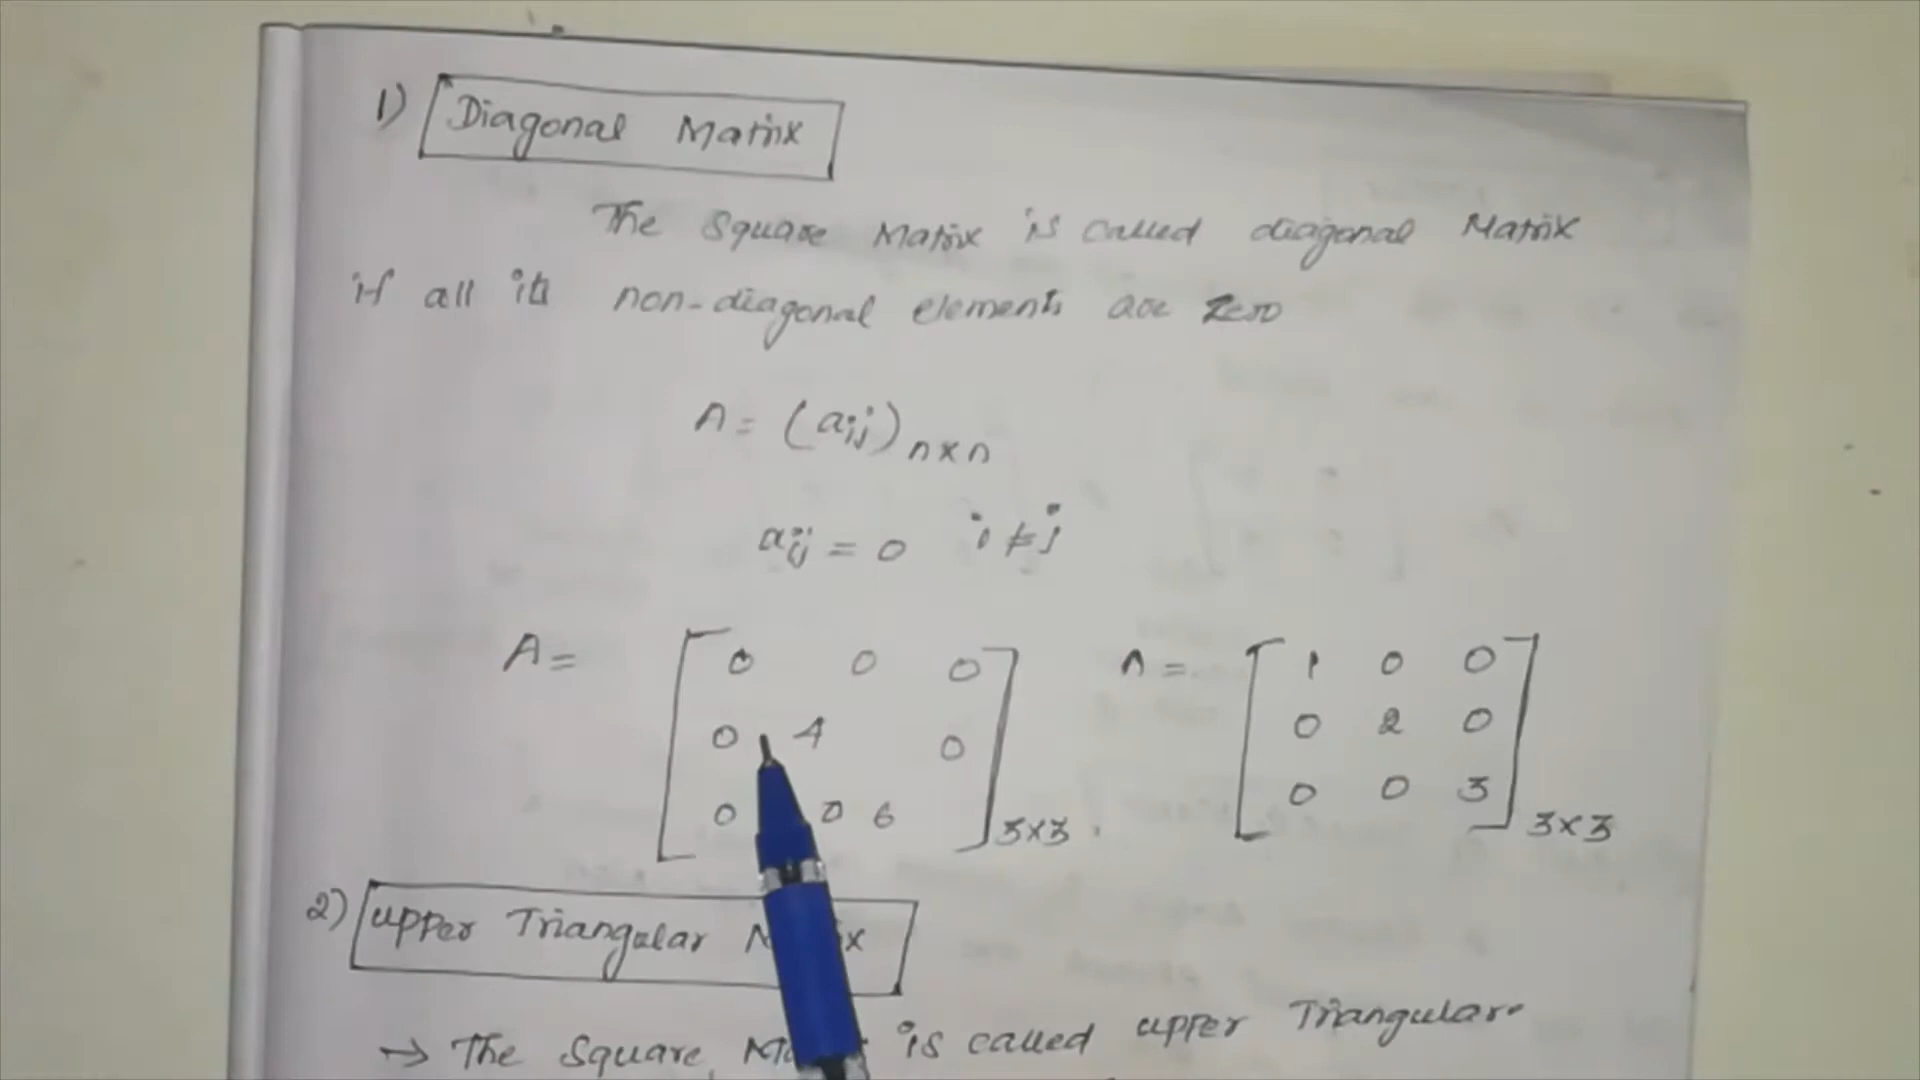 1) Diagonal Matrix
The Square Matrix is called diagonal Matrix
if all its non-diagonal elements are Zero
A = (aij) n×n
aij = 0 i ≠ j
A = [ 0 0 0 A = [ 1 0 0 ]
0 4 0 0 2 0
0 0 6 ] 3×3 . 0 0 3 ] 3×3
2) Upper Triangular
→ The Square is called upper Triangular